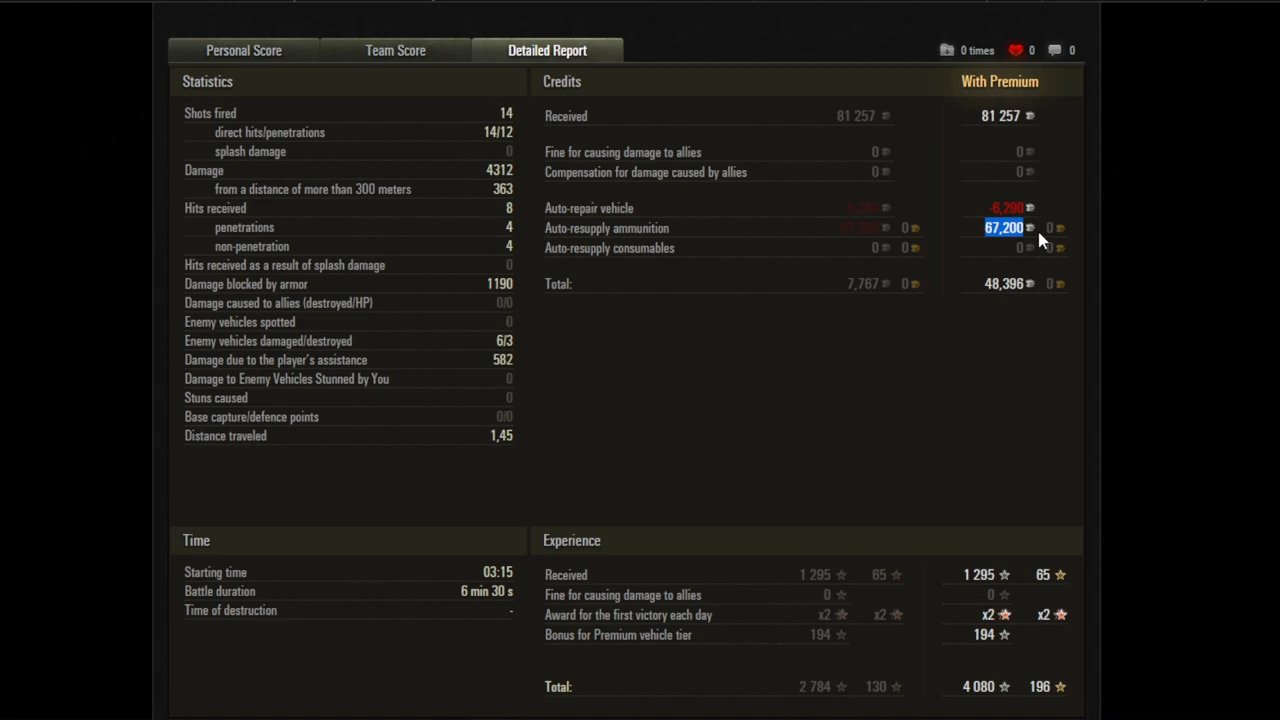 Personal Score Team Score Detailed Report 0 times 0 0
Statistics
Shots fired 14
direct hits/penetrations 14/12
splash damage 0
Damage 4312
from a distance of more than 300 meters 363
Hits received 8
penetrations 4
non-penetration 4
Hits received as a result of splash damage 0
Damage blocked by armor 1190
Damage caused to allies (destroyed/HP) 0/0
Enemy vehicles spotted 0
Enemy vehicles damaged/destroyed 6/3
Damage due to the player's assistance 582
Damage to Enemy Vehicles Stunned by You 0
Stuns caused 0
Base capture/defence points 0/0
Distance traveled 1,45
Credits With Premium
Received 81 257 81 257
Fine for causing damage to allies 0 0
Compensation for damage caused by allies 0 0
Auto-repair vehicle -6,290
Auto-resupply ammunition 0 67,200 0
Auto-resupply consumables 0 0 0 0
Total: 7,767 0 48,396 0
Time
Starting time 03:15
Battle duration 6 min 30 s
Time of destruction -
Experience
Received 1 295 65 1 295 65
Fine for causing damage to allies 0 0
Award for the first victory each day x2 x2 x2 x2
Bonus for Premium vehicle tier 194 194
Total: 2 784 130 4 080 196